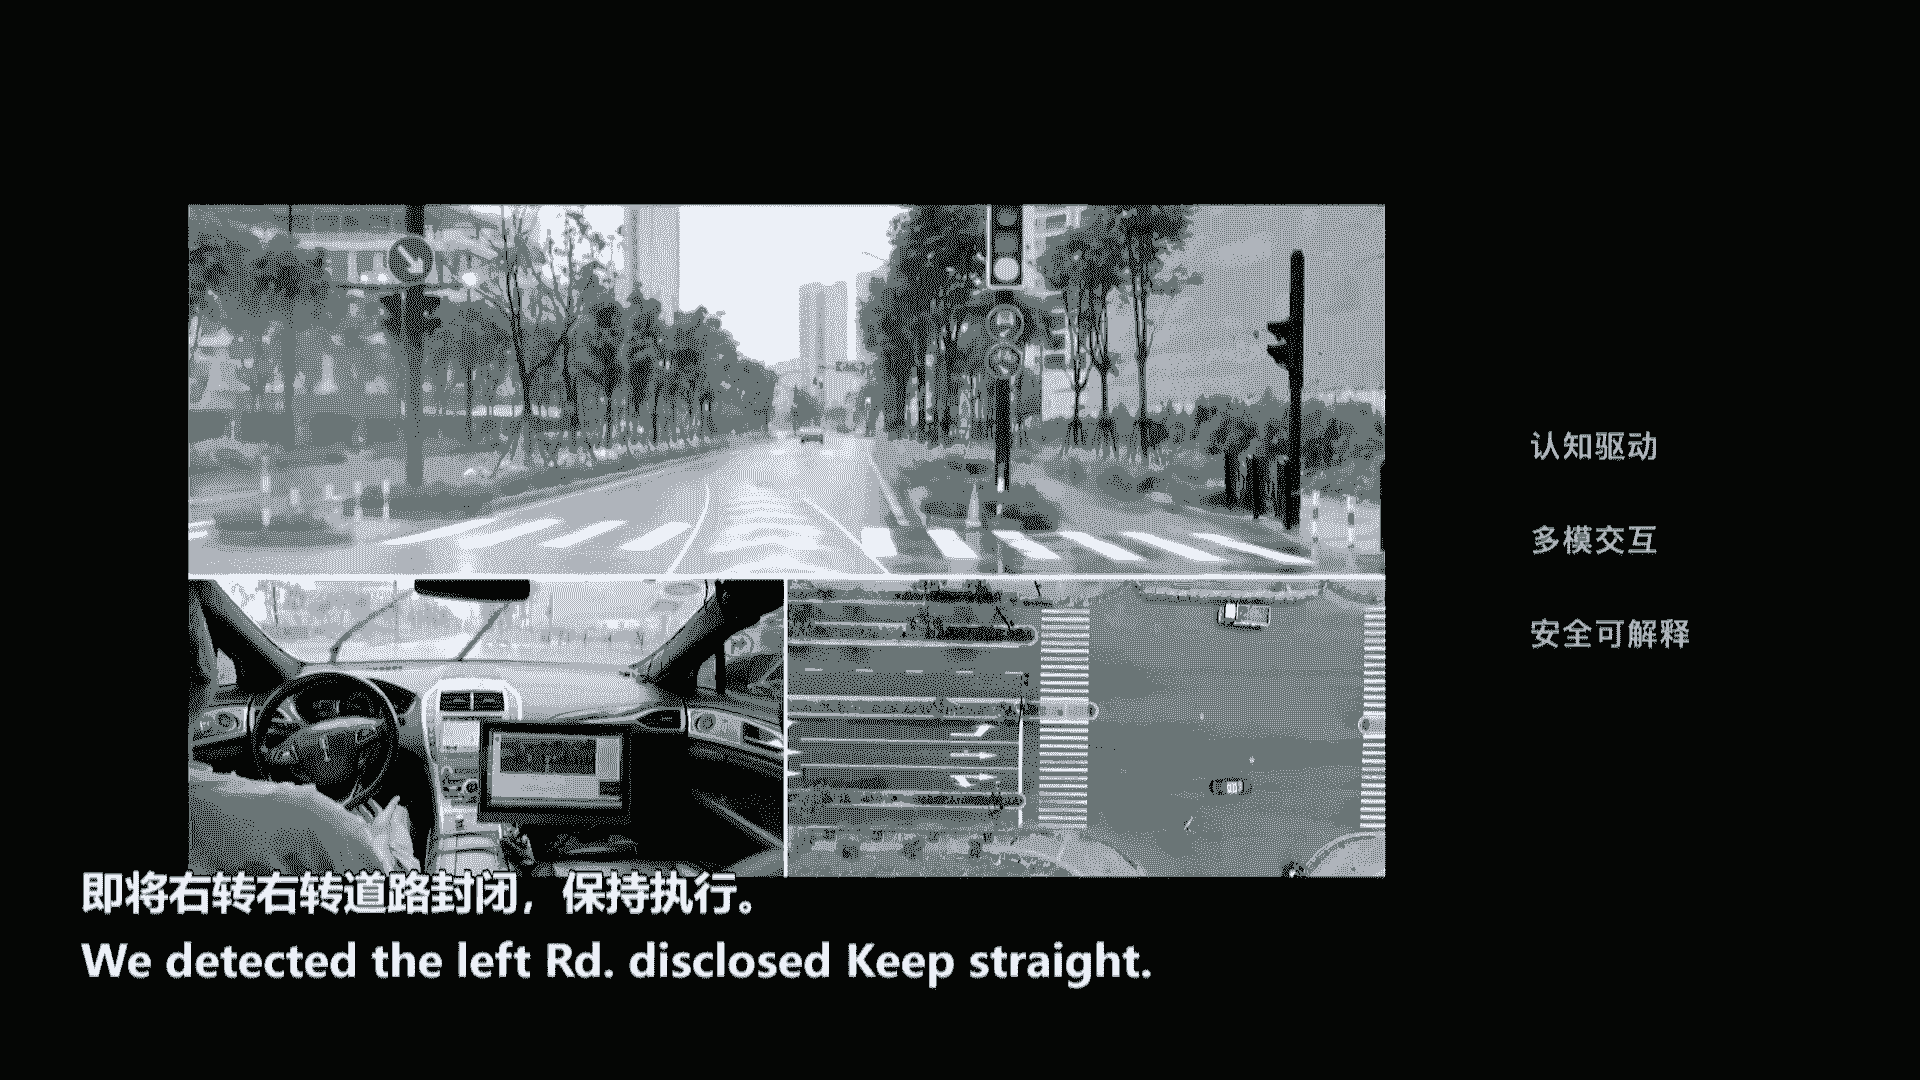 认知驱动
多模交互
安全可解释
即将右转右转道路封闭，保持执行。
We detected the left Rd. disclosed Keep straight.